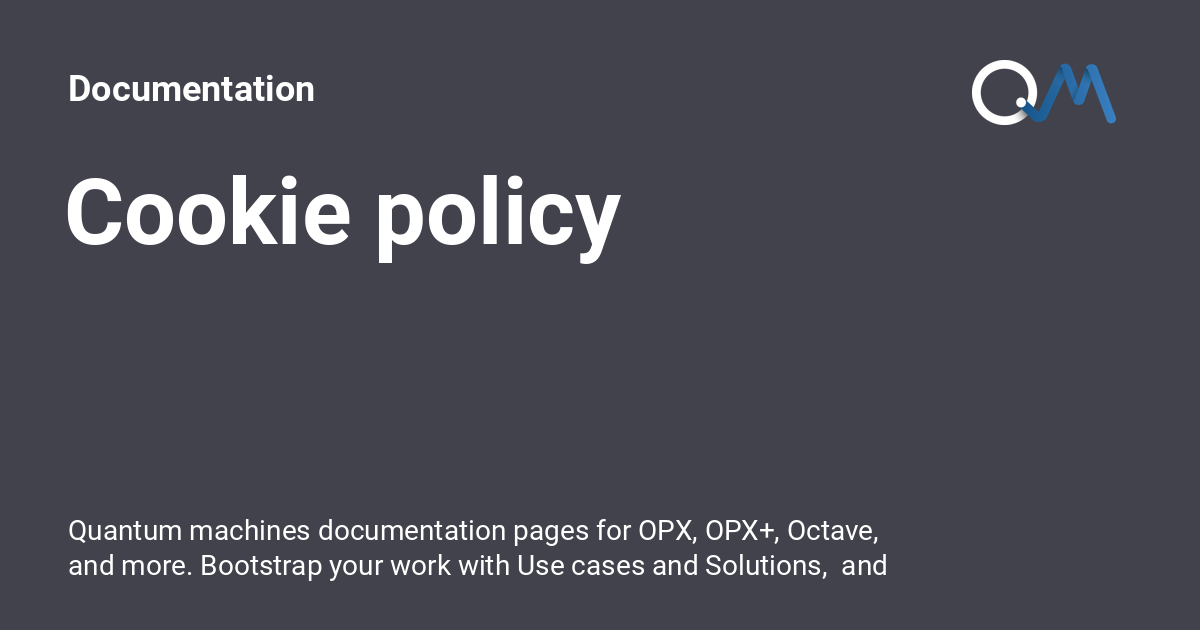 Documentation
QM
Cookie policy
Quantum machines documentation pages for OPX, OPX+, Octave,
and more. Bootstrap your work with Use cases and Solutions,  and